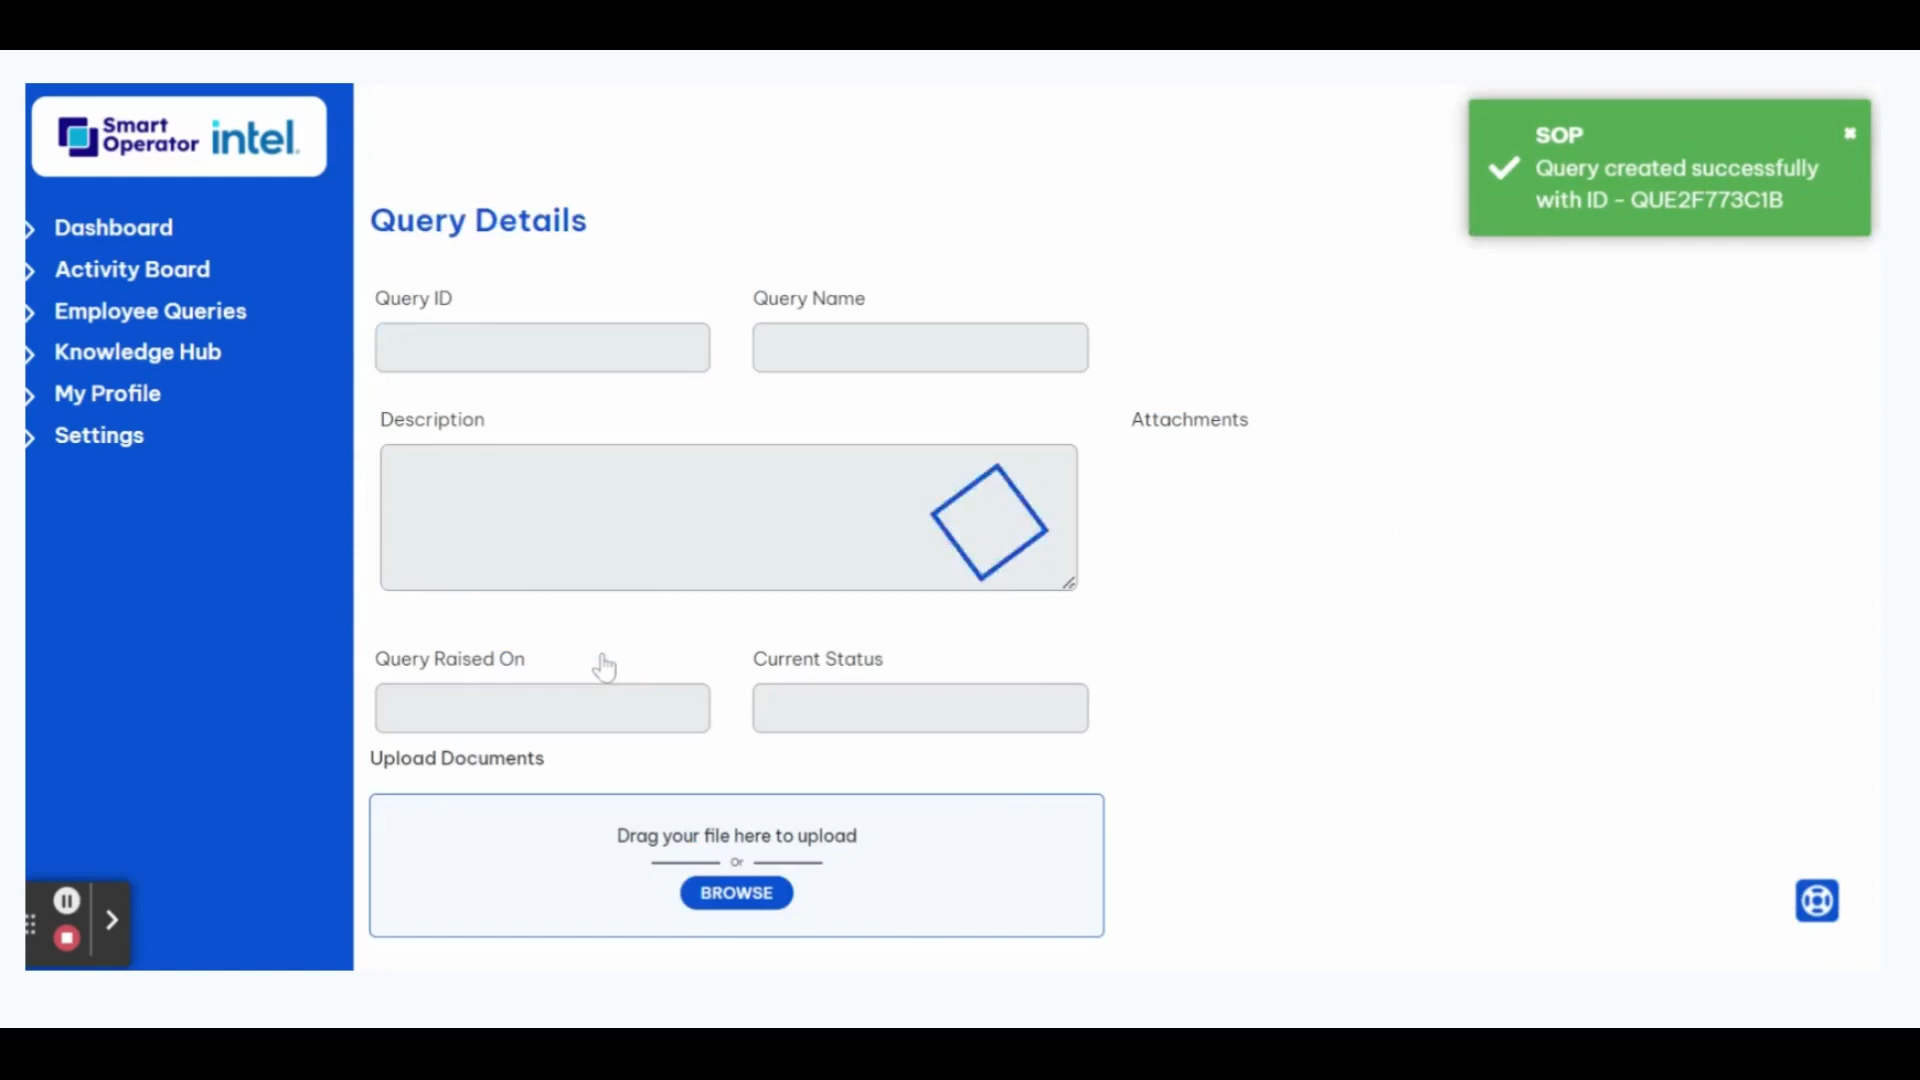 Smart
Operator
intel.
Dashboard
Activity Board
Employee Queries
Knowledge Hub
My Profile
Settings
SOP
Query created successfully
with ID - QUE2F773C1B
Query Details
Query ID
Query Name
Description
Attachments
Query Raised On
Current Status
Upload Documents
Drag your file here to upload
Or
BROWSE